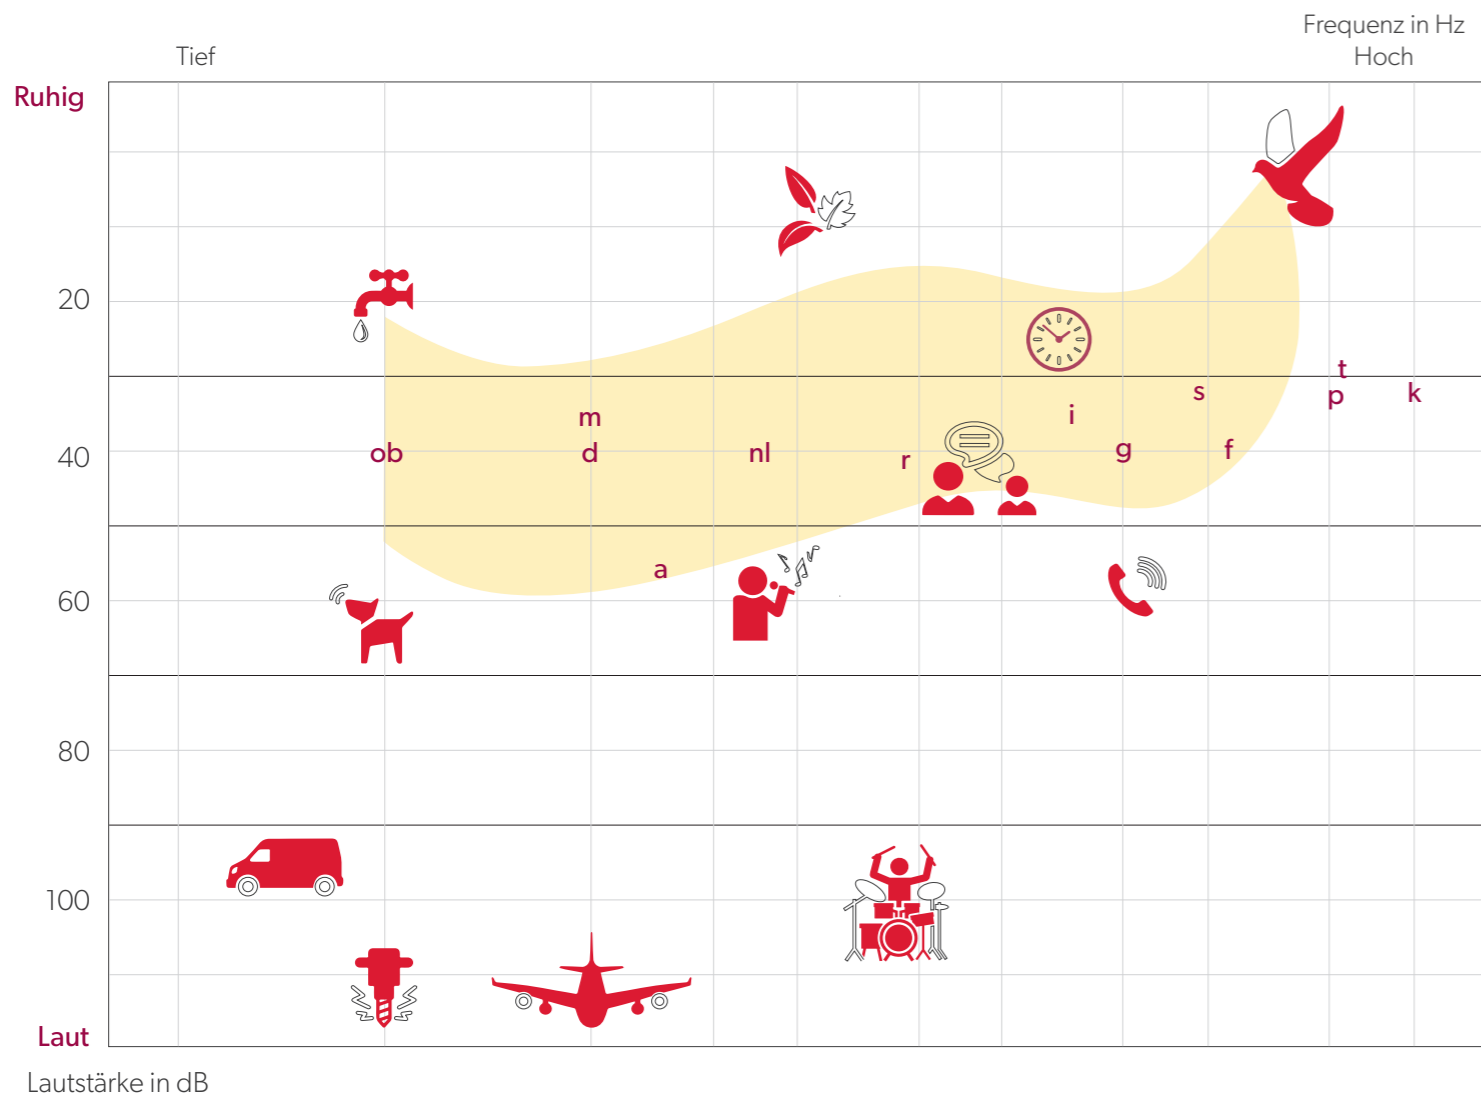 Frequenz in Hz
Tief
Hoch
Ruhig
20
t
s
p
k
i
m
ob
d
nl
r
g
f
40
a
60
80
100
Laut
Lautstärke in dB